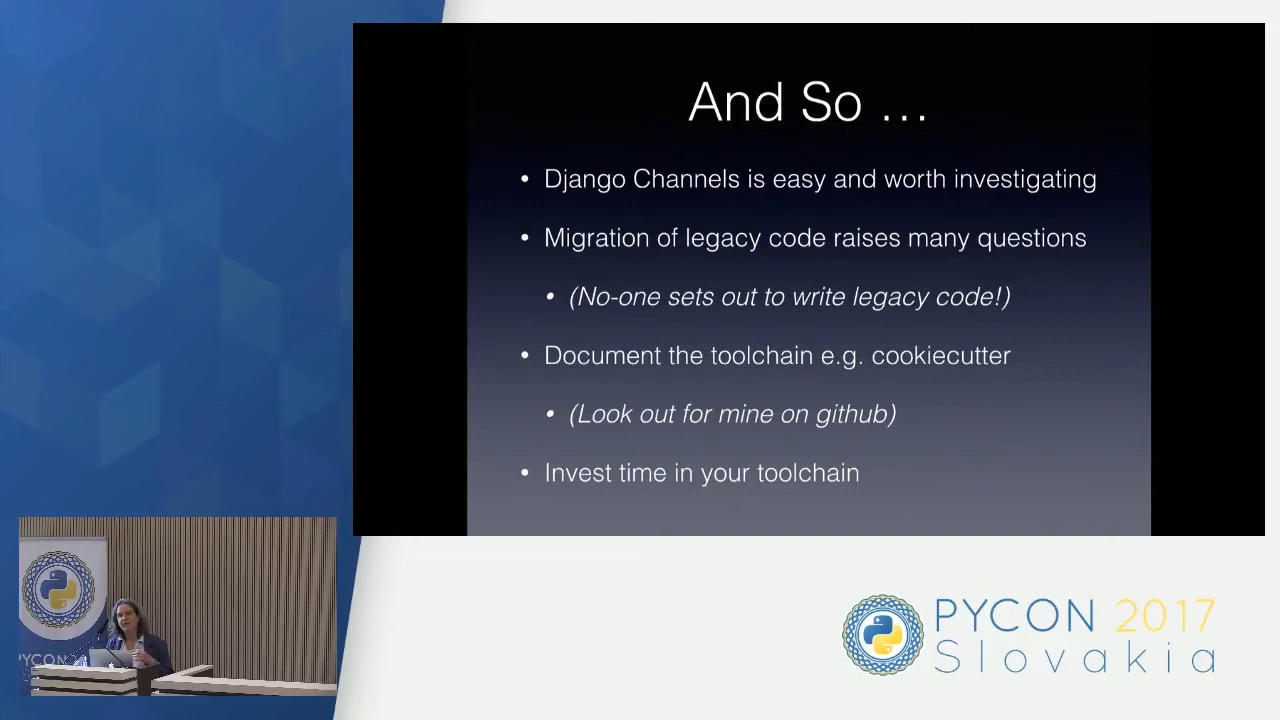 And So …
• Django Channels is easy and worth investigating
• Migration of legacy code raises many questions
• (No-one sets out to write legacy code!)
• Document the toolchain e.g. cookiecutter
• (Look out for mine on github)
• Invest time in your toolchain
PYCON
PYCON 2017
Slovakia